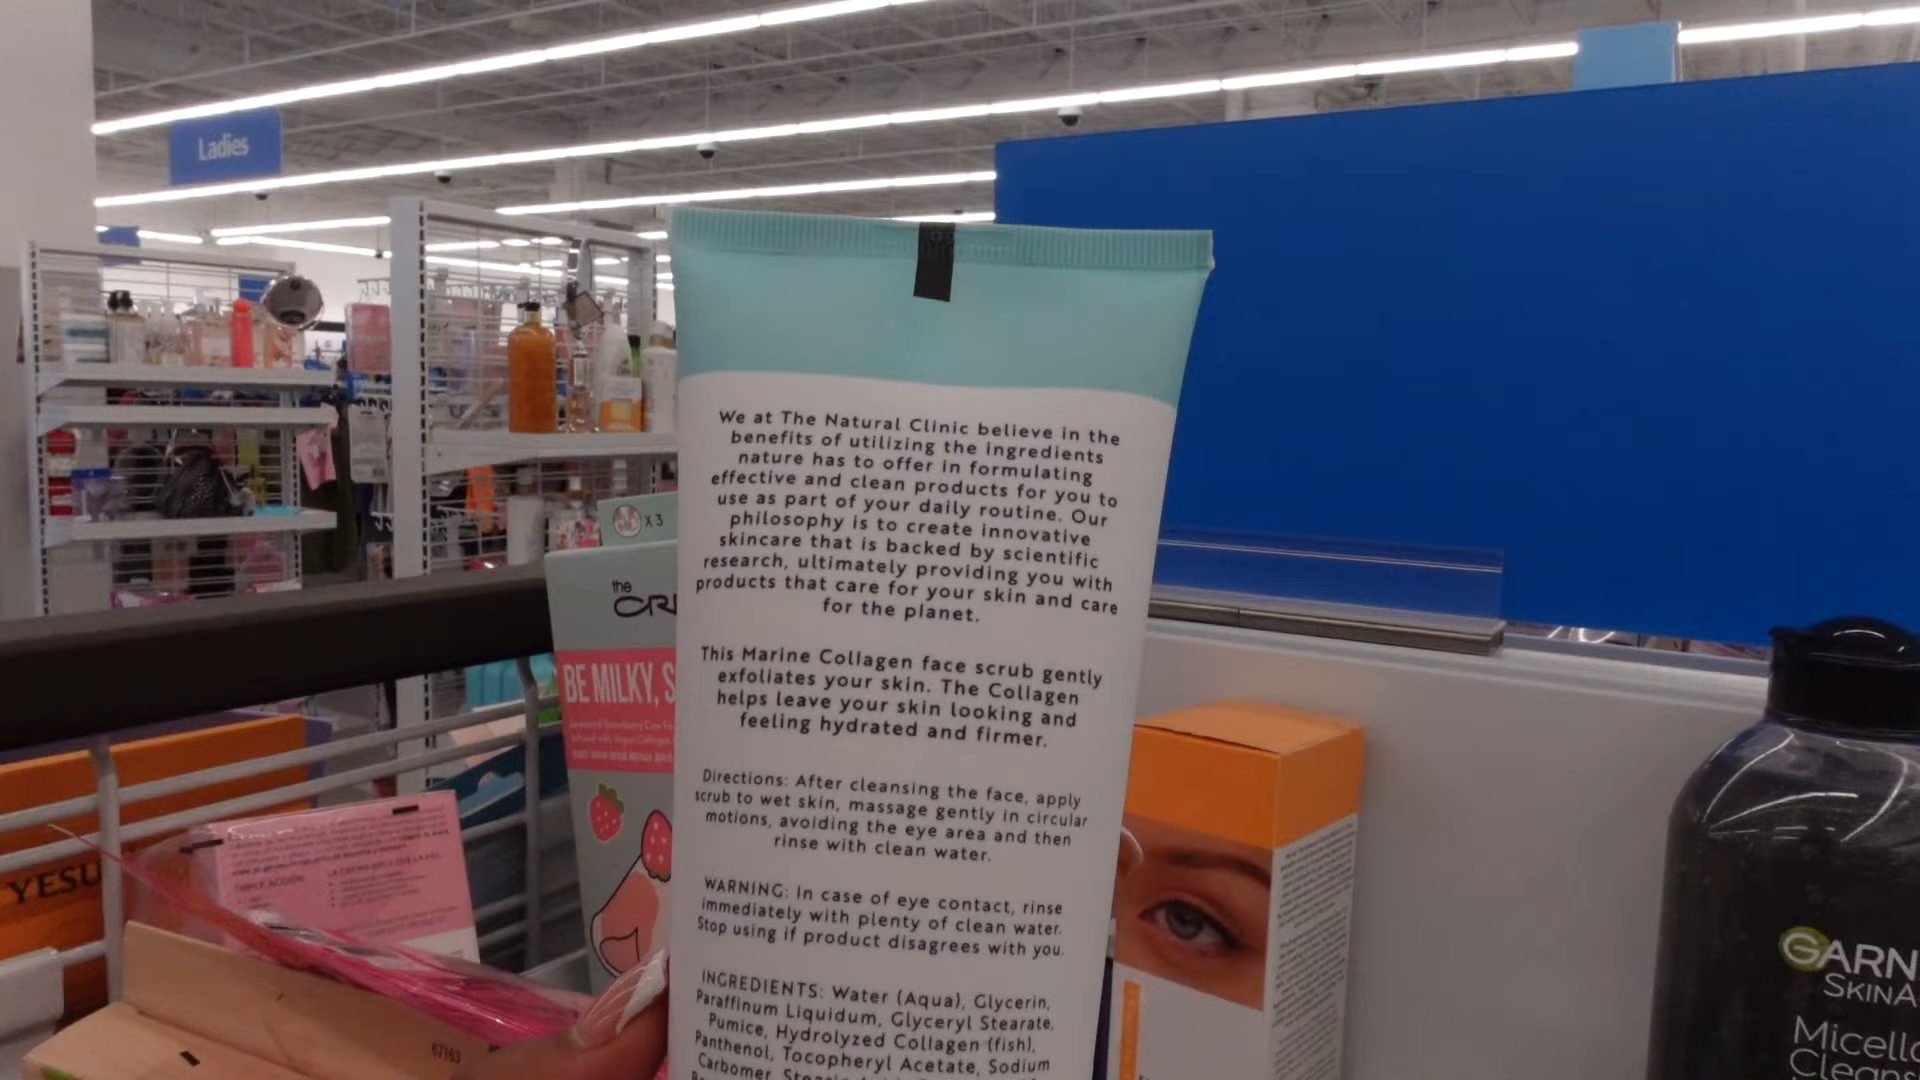 Ladies
We at The Natural Clinic believe in the
benefits of utilizing the ingredients
nature has to offer in formulating
effective and clean products for you to
use as part of your daily routine. Our
philosophy is to create innovative
skincare that is backed by scientific
research, ultimately providing you with
products that care for your skin and care
for the planet.
This Marine Collagen face scrub gently
exfoliates your skin. The Collagen
helps leave your skin looking and
feeling hydrated and firmer.
Directions: After cleansing the face, apply
scrub to wet skin, massage gently in circular
motions, avoiding the eye area and then
rinse with clean water.
WARNING: In case of eye contact, rinse
immediately with plenty of clean water.
Stop using if product disagrees with you.
INGREDIENTS: Water (Aqua), Glycerin,
Paraffinum Liquidum, Glyceryl Stearate,
Pumice, Hydrolyzed Collagen (fish),
Panthenol, Tocopheryl Acetate, Sodium
Carbomer,
X 3
the
CR
BE MILKY, S
YESU
TRIPLE ACCIÓN
67163
GARN
SKINA
Micella
Cleans